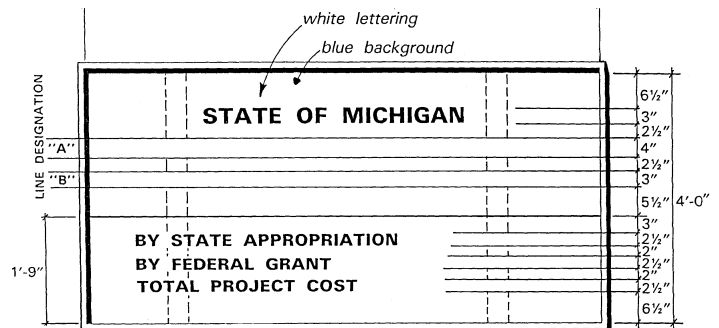 white lettering
blue background
STATE OF MICHIGAN
LINE DESIGNATION
"A"
"B"
BY STATE APPROPRIATION
BY FEDERAL GRANT
TOTAL PROJECT COST
1'-9"
6½"
3"
2½"
4"
2½"
3"
5½"
3"
2½"
2"
2½"
2"
2½"
6½"
4'-0"